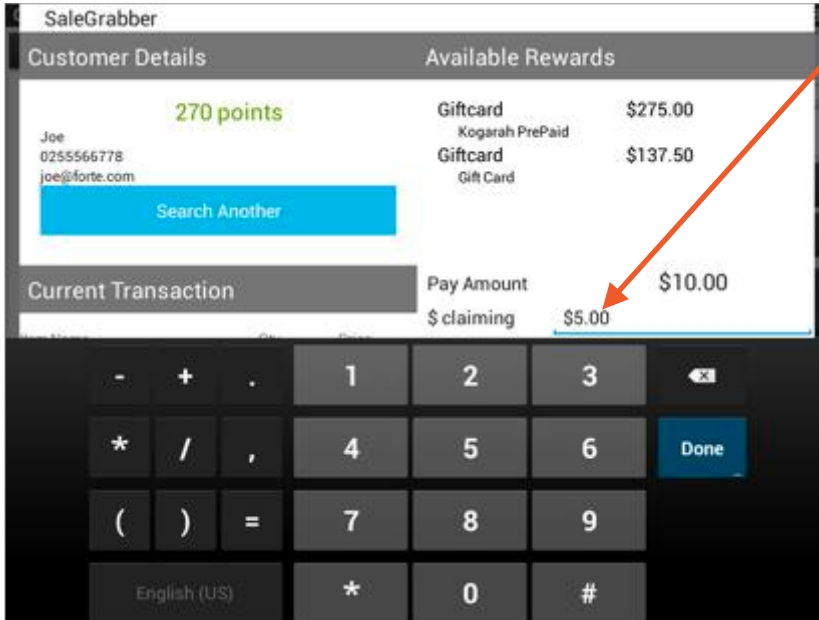 SaleGrabber
Customer Details
270 points
Joe
0255566778
joe@forte.com
Search Another
Current Transaction
Available Rewards
Giftcard $275.00
Kogarah PrePaid
Giftcard $137.50
Gift Card
Pay Amount $10.00
$ claiming $5.00
- + . 1 2 3
* / , 4 5 6 Done
( ) = 7 8 9
English (US) * 0 #